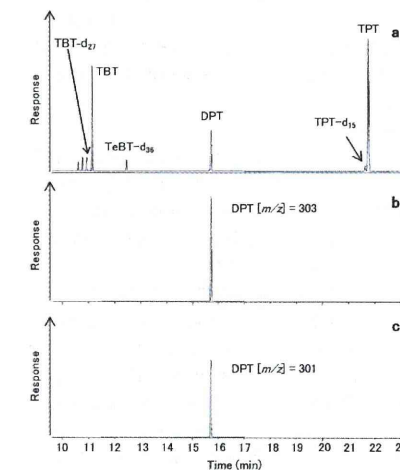 TPT
a
TBT-d27
TBT
DPT
TPT-d15
TeBT-d36
Response
b
DPT [m/z] = 303
Response
c
DPT [m/z] = 301
Response
10 11 12 13 14 15 16 17 18 19 20 21 22
Time (min)